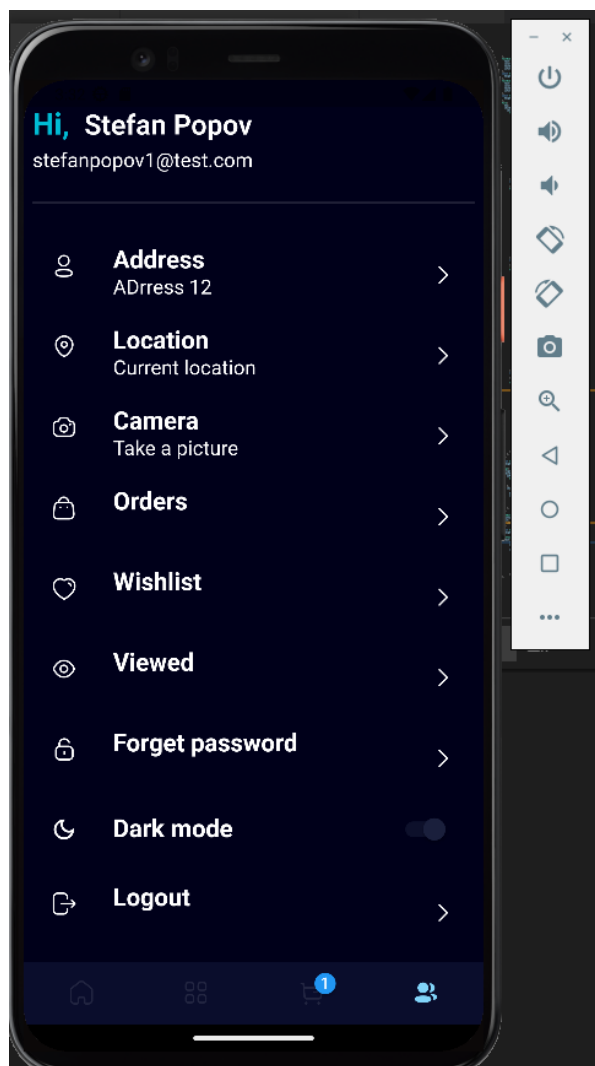 Hi, Stefan Popov
stefanpopov1@test.com
Address
ADrress 12
Location
Current location
Camera
Take a picture
Orders
Wishlist
Viewed
Forget password
Dark mode
Logout
1